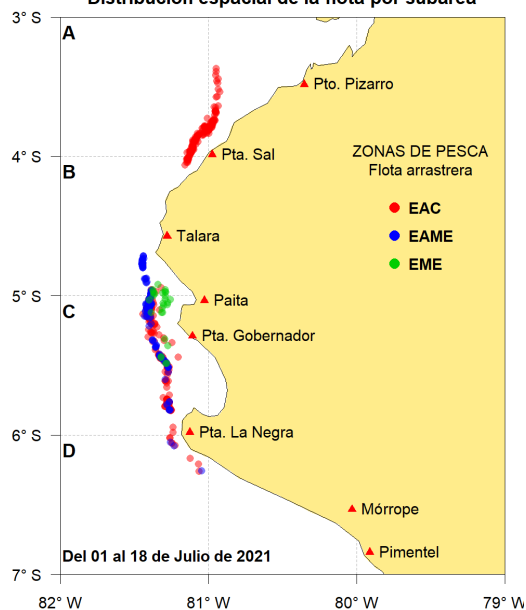 Distribución espacial de la flota por subárea
3° S
A
Pto. Pizarro
ZONAS DE PESCA
Flota arrastrera
4° S
Pta. Sal
B
EAC
Talara
EAME
EME
5° S
Paita
C
Pta. Gobernador
6° S
Pta. La Negra
D
Mórrope
Del 01 al 18 de Julio de 2021
Pimentel
7° S
82° W
81° W
80° W
79° W